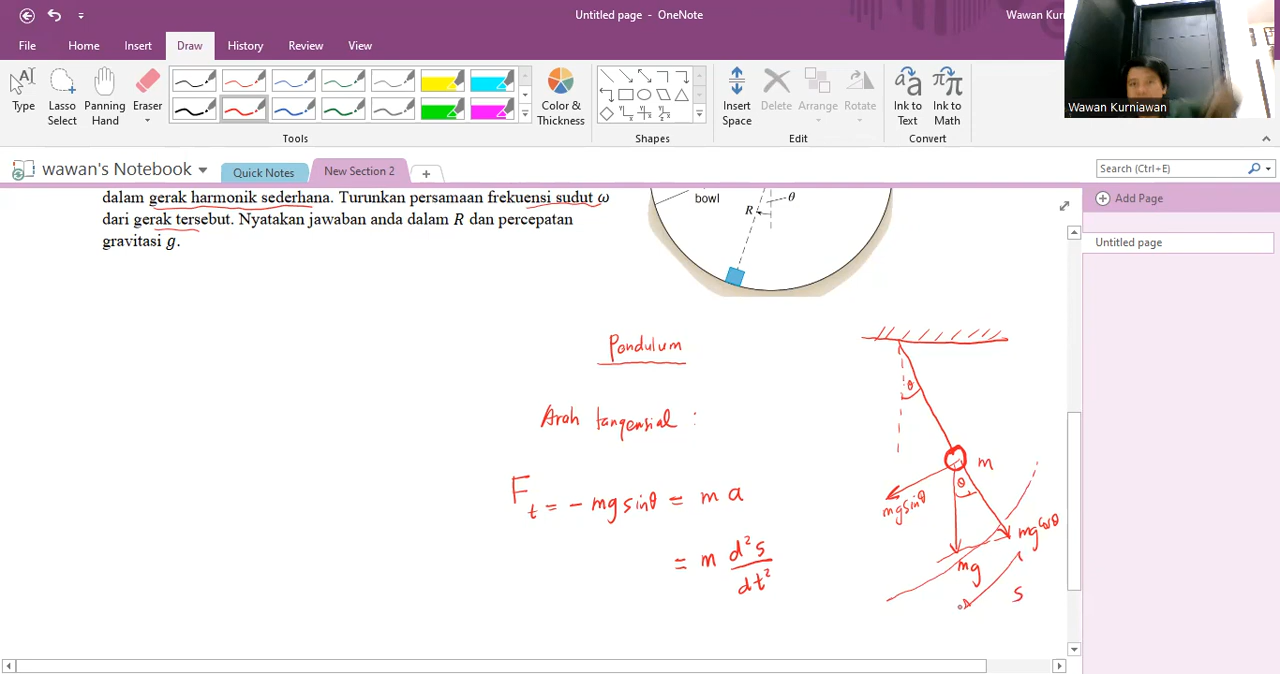 Untitled page - OneNote
Wawan Kur
File Home Insert Draw History Review View
Type
Lasso Select
Panning Hand
Eraser
Color & Thickness
Insert Space
Delete
Arrange
Rotate
Ink to Text
Ink to Math
Tools
Shapes
Edit
Convert
Wawan Kurniawan
wawan's Notebook
Quick Notes
New Section 2
Search (Ctrl+E)
Add Page
Untitled page
dalam gerak harmonik sederhana. Turunkan persamaan frekuensi sudut ω
dari gerak tersebut. Nyatakan jawaban anda dalam R dan percepatan
gravitasi g.
bowl
θ
R
Pendulum
Arah tangensial :
F_t = - mg sinθ = m a
= m d²s/dt²
θ
m
θ
mg sinθ
mg cosθ
mg
s